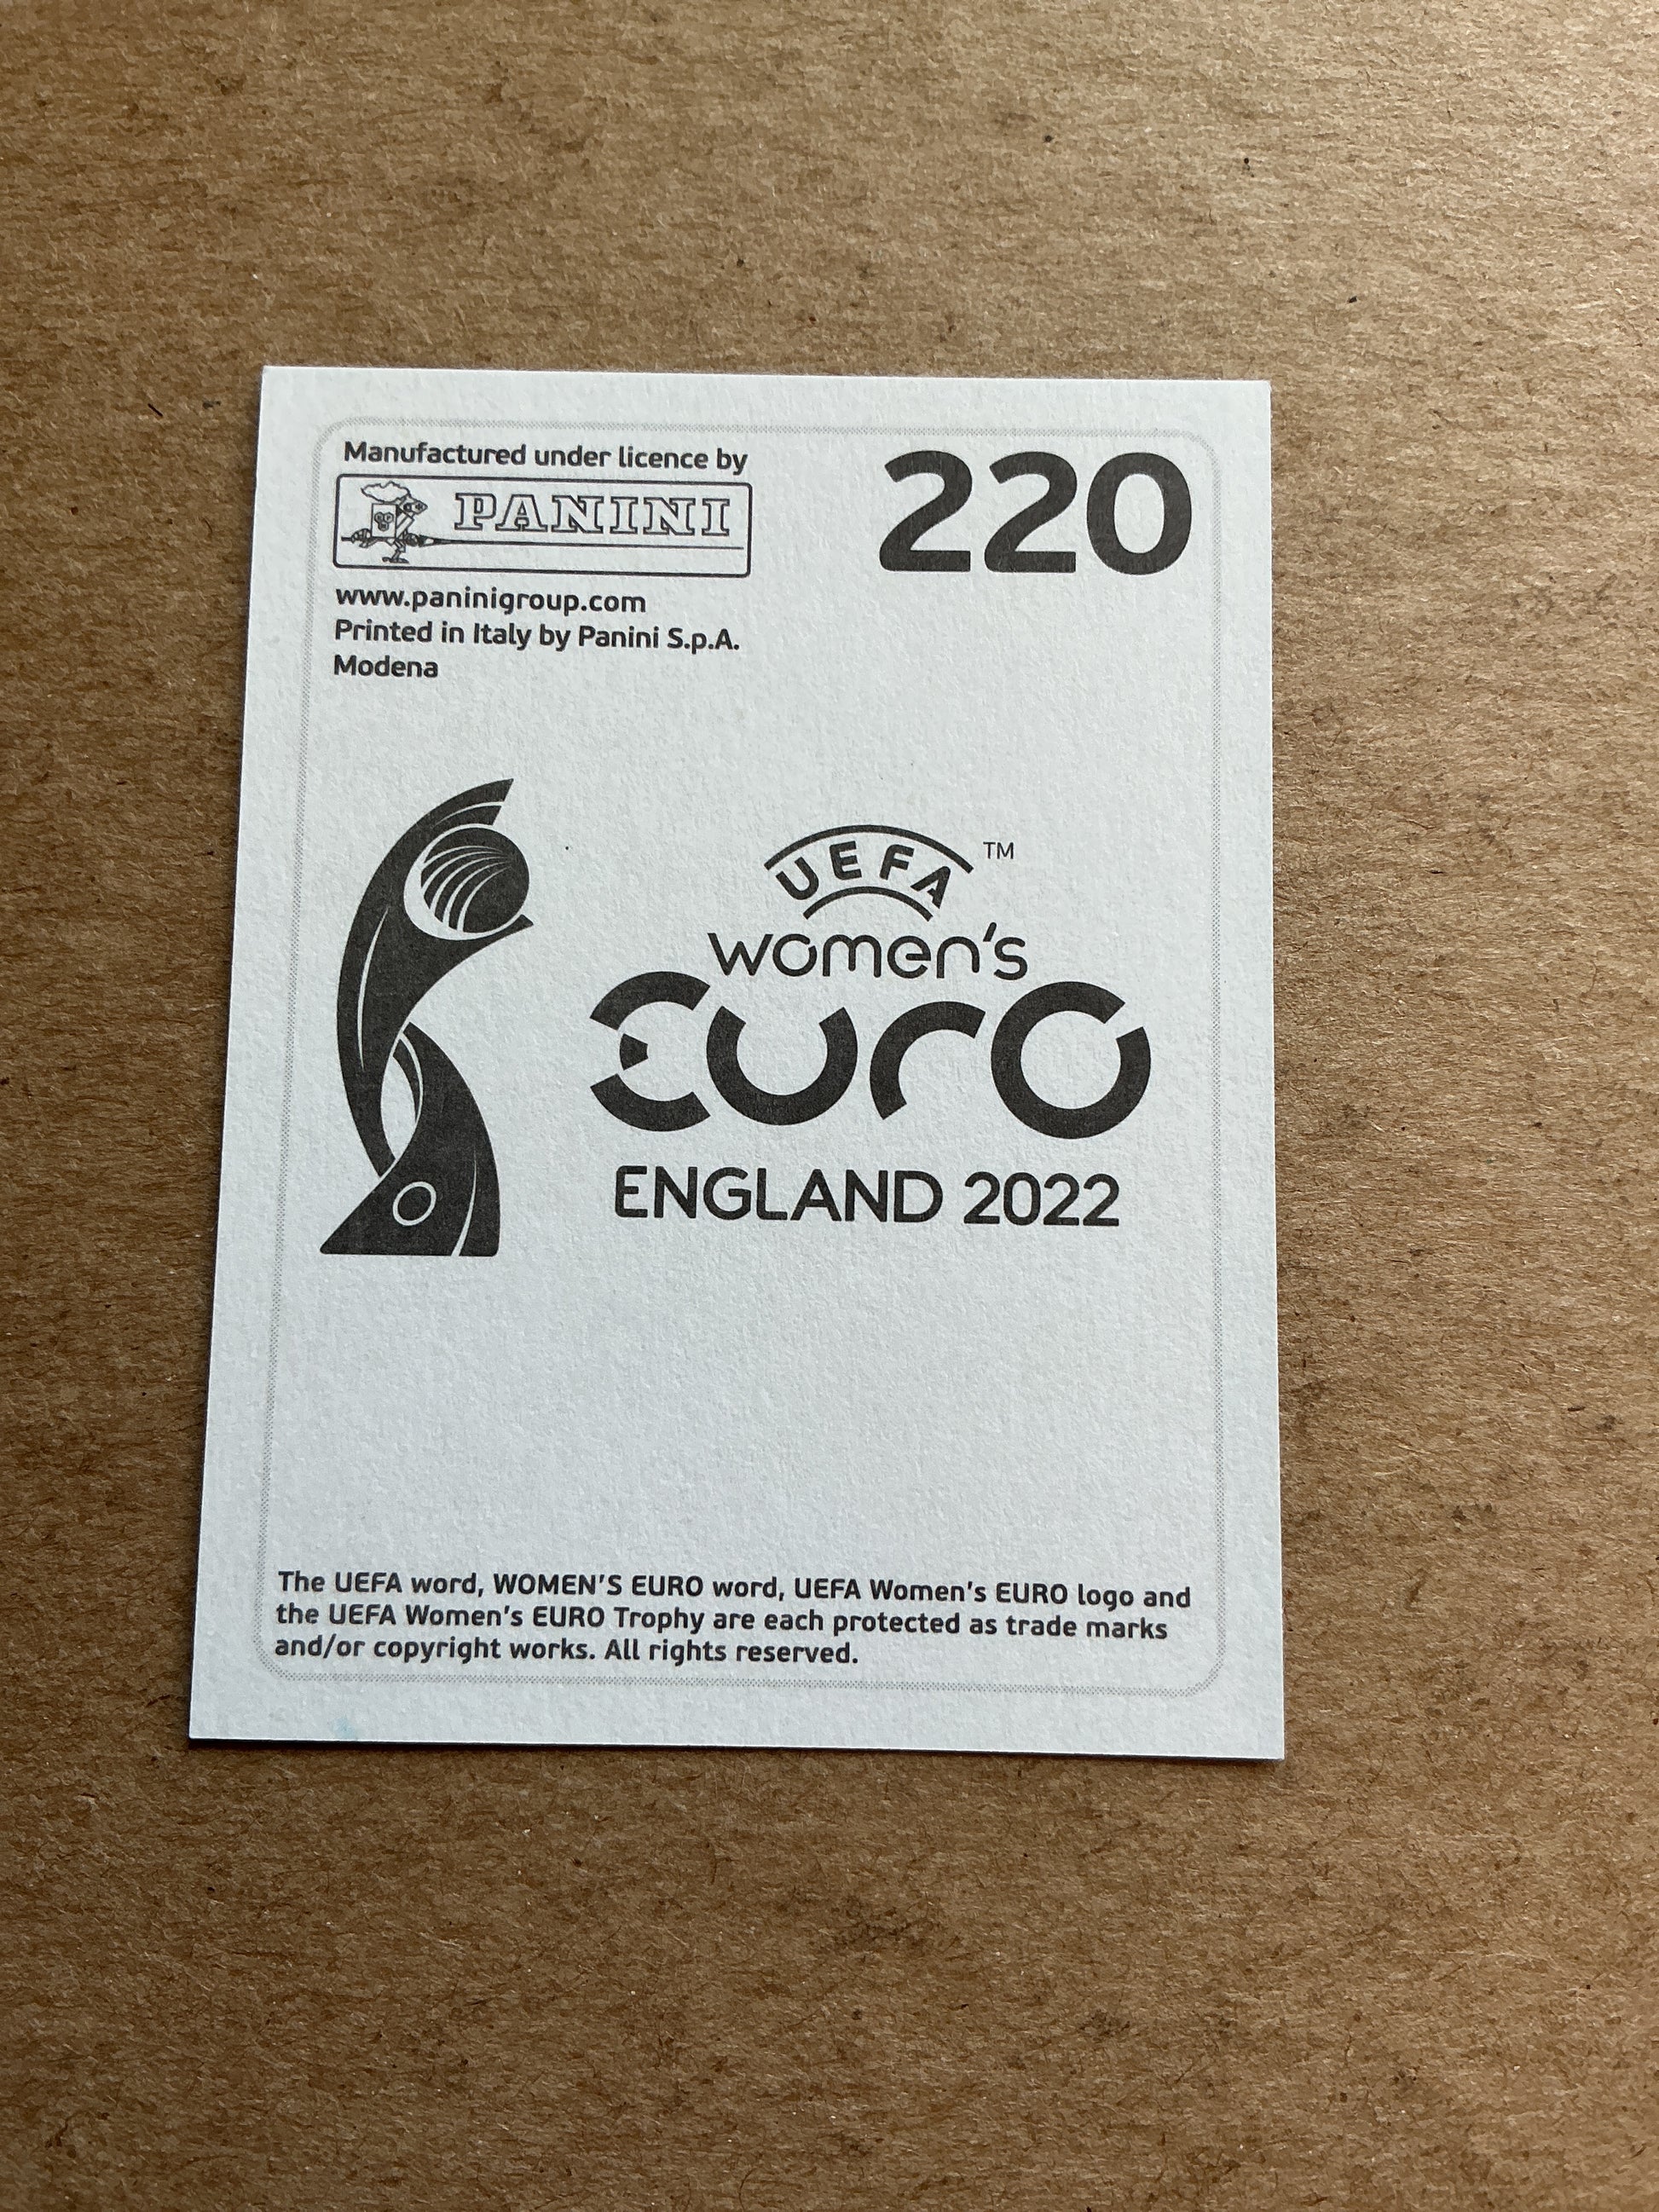 Manufactured under licence by
PANINI
220
www.paninigroup.com
Printed in Italy by Panini S.p.A.
Modena
UEFA™
women's
EURO
ENGLAND 2022
The UEFA word, WOMEN'S EURO word, UEFA Women's EURO logo and
the UEFA Women's EURO Trophy are each protected as trade marks
and/or copyright works. All rights reserved.